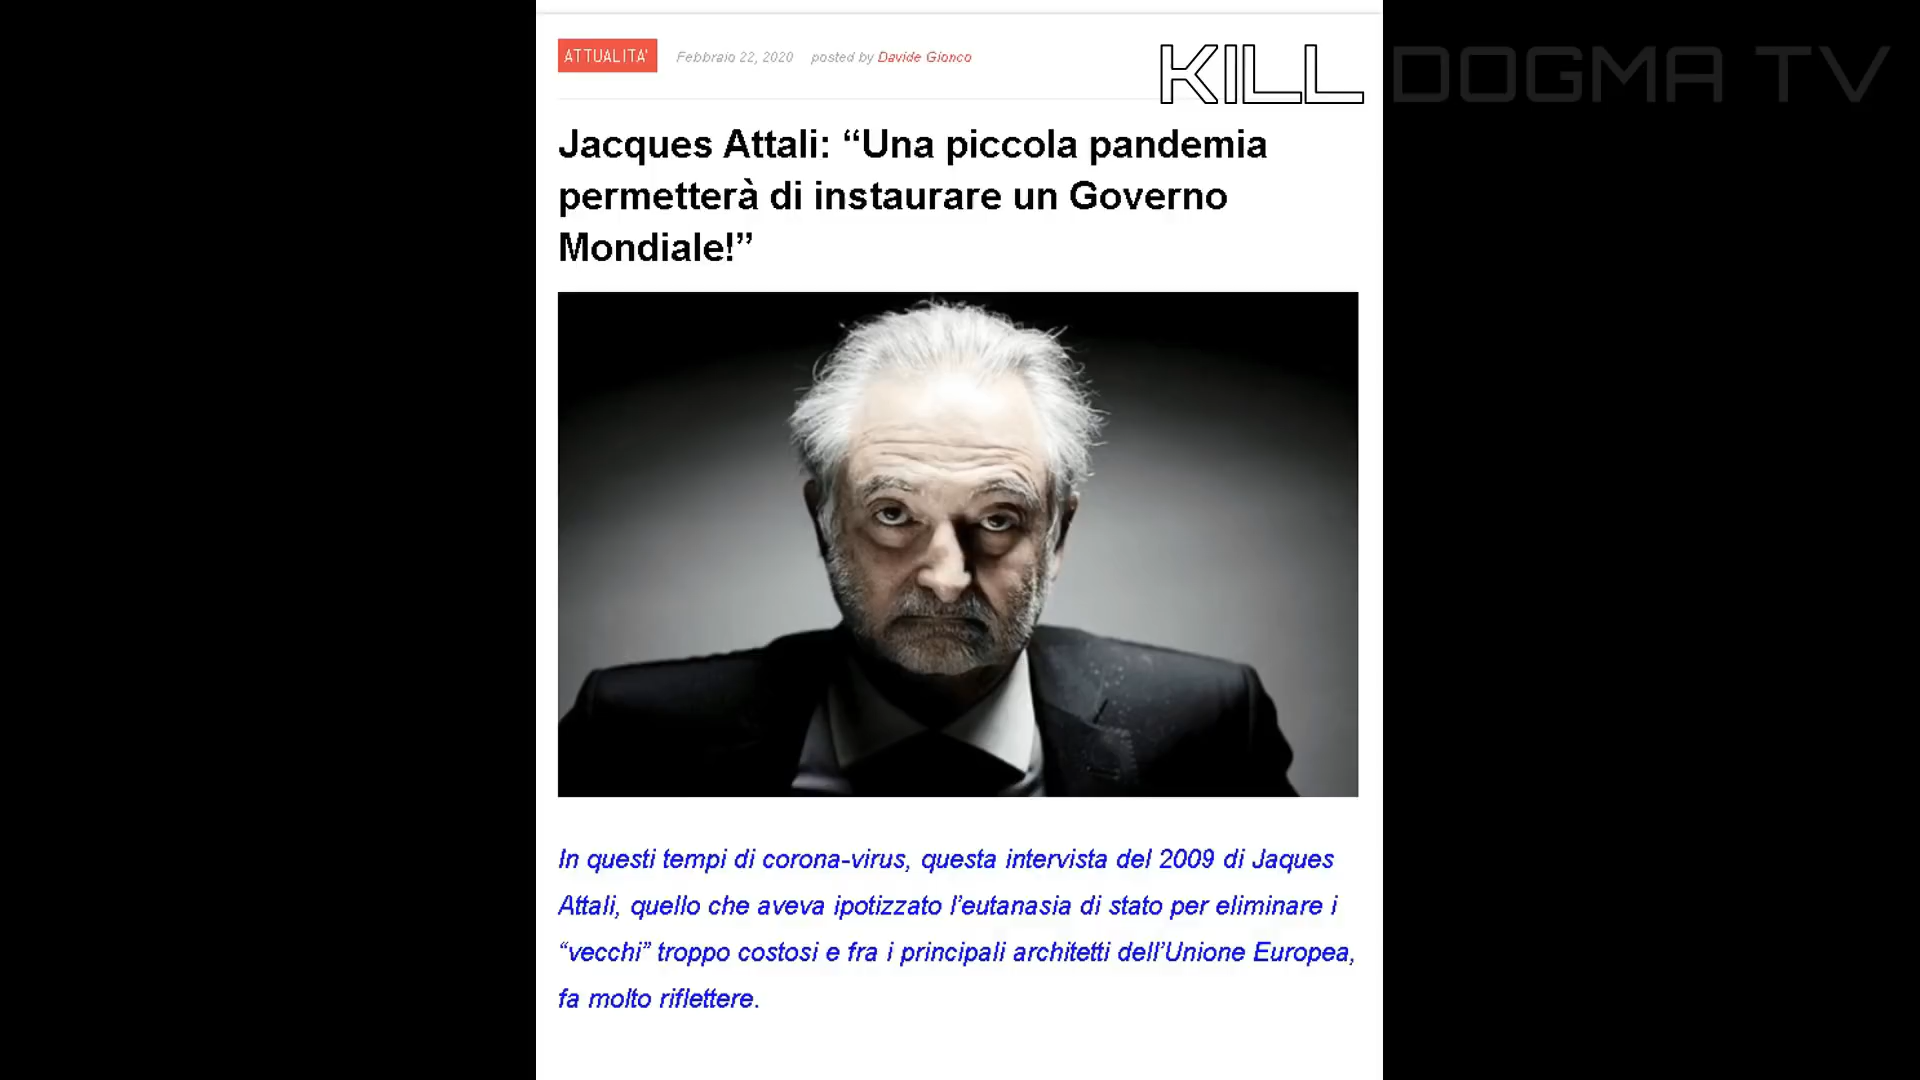 ATTUALITA' Febbraio 22, 2020 posted by Davide Gionco
KILL DOGMA TV
Jacques Attali: “Una piccola pandemia
permetterà di instaurare un Governo
Mondiale!”
In questi tempi di corona-virus, questa intervista del 2009 di Jaques
Attali, quello che aveva ipotizzato l’eutanasia di stato per eliminare i
“vecchi” troppo costosi e fra i principali architetti dell’Unione Europea,
fa molto riflettere.